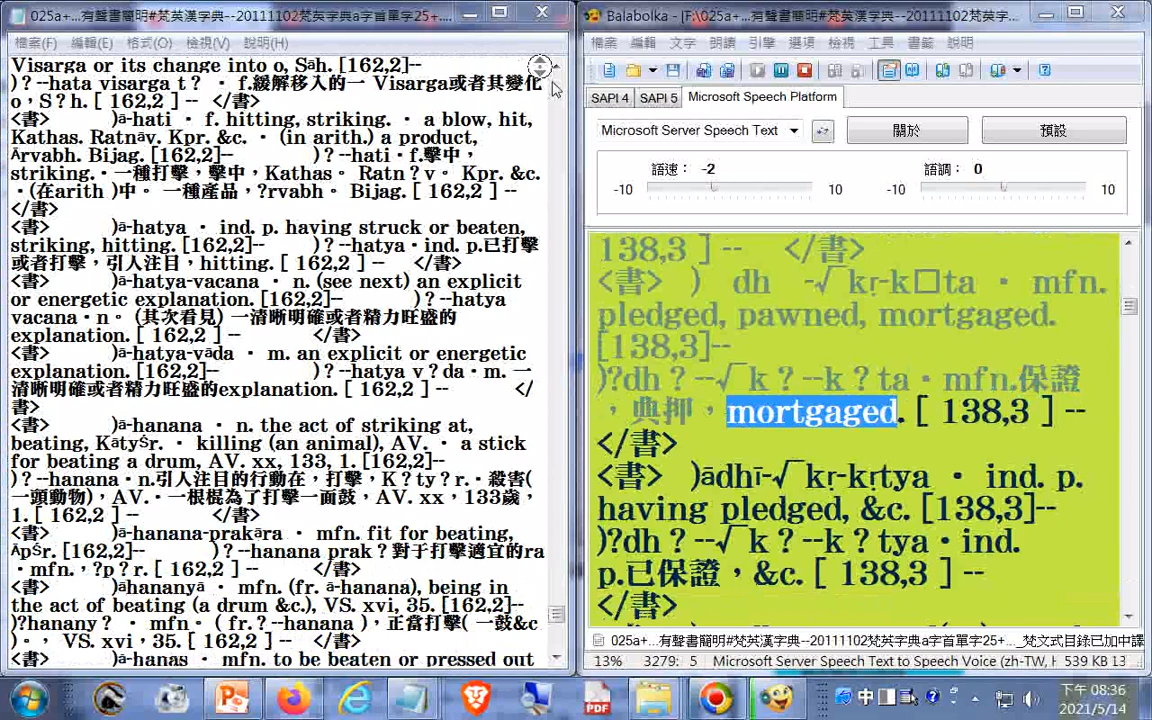 025a+...有聲書簡明#梵英漢字典--20111102梵英字典a字首單字25+...
檔案(F) 編輯(E) 格式(O) 檢視(V) 說明(H)
Visarga or its change into o, Sāh. [162,2]--
)? --hata visarga t？ ‧ f.緩解移入的一 Visarga或者其變化
o，S？h. [ 162,2 ] -- </書>
<書> )ā-hati ‧ f. hitting, striking. ‧ a blow, hit,
Kathas. Ratnāv. Kpr. &c. ‧ (in arith.) a product,
Ārvabh. Bijag. [162,2]-- )？--hati‧f.擊中，
striking.‧一種打擊，擊中，Kathas。 Ratn？v。 Kpr. &c.
‧(在arith )中。 一種產品，?rvabh。 Bijag. [ 162,2 ] --
</書>
<書> )ā-hatya ‧ ind. p. having struck or beaten,
striking, hitting. [162,2]-- )？--hatya‧ind. p.已打擊
或者打擊，引人注目，hitting. [ 162,2 ] -- </書>
<書> )ā-hatya-vacana ‧ n. (see next) an explicit
or energetic explanation. [162,2]-- )？--hatya
vacana‧n。 (其次看見) 一清晰明確或者精力旺盛的
explanation. [ 162,2 ] -- </書>
<書> )ā-hatya-vāda ‧ m. an explicit or energetic
explanation. [162,2]-- )？--hatya v？da‧m. 一
清晰明確或者精力旺盛的explanation. [ 162,2 ] -- </
書>
<書> )ā-hanana ‧ n. the act of striking at,
beating, KātyŚr. ‧ killing (an animal), AV. ‧ a stick
for beating a drum, AV. xx, 133, 1. [162,2]--
)？--hanana‧n.引人注目的行動在，打擊，K？ty？r.‧殺害(
一頭動物)，AV.‧一根棍為了打擊一面鼓，AV. xx，133歲，
1. [ 162,2 ] -- </書>
<書> )ā-hanana-prakāra ‧ mfn. fit for beating,
ĀpŚr. [162,2]-- )？--hanana prak？對于打擊適宜的ra
‧mfn.，?p？r. [ 162,2 ] -- </書>
<書> )āhananyā ‧ mfn. (fr. ā-hanana), being in
the act of beating (a drum &c.), VS. xvi, 35. [162,2]--
)?hanany？ ‧ mfn‧ ( fr.？--hanana )，正當打擊( 一鼓&c
)。， VS. xvi，35. [ 162,2 ] -- </書>
<書> )ā-hanas ‧ mfn. to be beaten or pressed out
Balabolka - [F:\025a+...有聲書簡明#梵英漢字典--20111102梵英字...
檔案 編輯 文字 朗讀 引擎 選項 檢視 工具 書籤 說明
SAPI 4 SAPI 5 Microsoft Speech Platform
Microsoft Server Speech Text 關於 預設
語速： -2 語調： 0
-10 10 -10 10
138,3 ] -- </書>
<書> ) dh -√kṛ-k□ta ‧ mfn.
pledged, pawned, mortgaged.
[138,3]--
)?dh？--√k？--k？ta‧mfn.保證
，典押，mortgaged. [ 138,3 ] --
</書>
<書> )ādhī-√kṛ-kṛtya ‧ ind. p.
having pledged, &c. [138,3]--
)?dh？--√k？--k？tya‧ind.
p.已保證，&c. [ 138,3 ] --
</書>
025a+...有聲書簡明#梵英漢字典--20111102梵英字典a字首單字25+..._梵文式目錄已加中譯
13% 3279: 5 Microsoft Server Speech Text to Speech Voice (zh-TW, H 539 KB 13
PDF
中
下午 08:36
2021/5/14